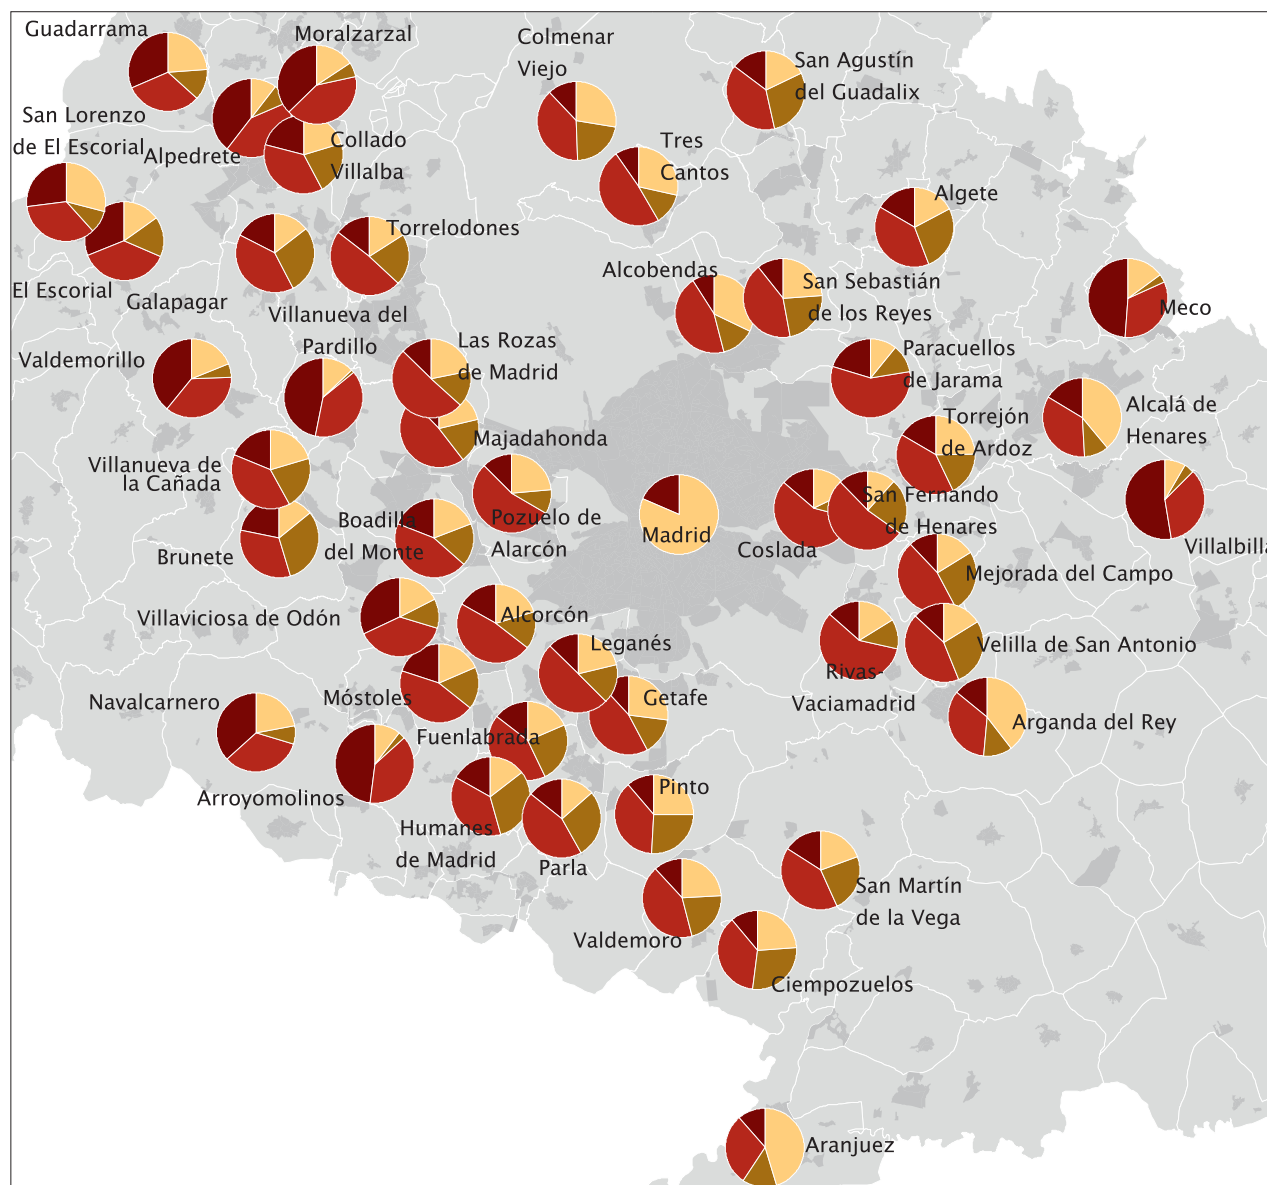 Guadarrama
Moralzarzal
Colmenar
Viejo
San Agustín
del Guadalix
San Lorenzo
de El Escorial
Alpedrete
Collado
Villalba
Tres
Cantos
Algete
Torrelodones
El Escorial
Galapagar
Alcobendas
San Sebastián
de los Reyes
Meco
Villanueva del
Pardillo
Valdemorillo
Las Rozas
de Madrid
Paracuellos
de Jarama
Torrejón
de Ardoz
Alcalá de
Henares
Majadahonda
Villanueva de
la Cañada
Boadilla
del Monte
Pozuelo de
Alarcón
Madrid
Coslada
San Fernando
de Henares
Villalbilla
Brunete
Mejorada del Campo
Villaviciosa de Odón
Alcorcón
Leganés
Velilla de San Antonio
Rivas-
Vaciamadrid
Navalcarnero
Móstoles
Getafe
Arganda del Rey
Fuenlabrada
Arroyomolinos
Pinto
Humanes
de Madrid
Parla
San Martín
de la Vega
Valdemoro
Ciempozuelos
Aranjuez